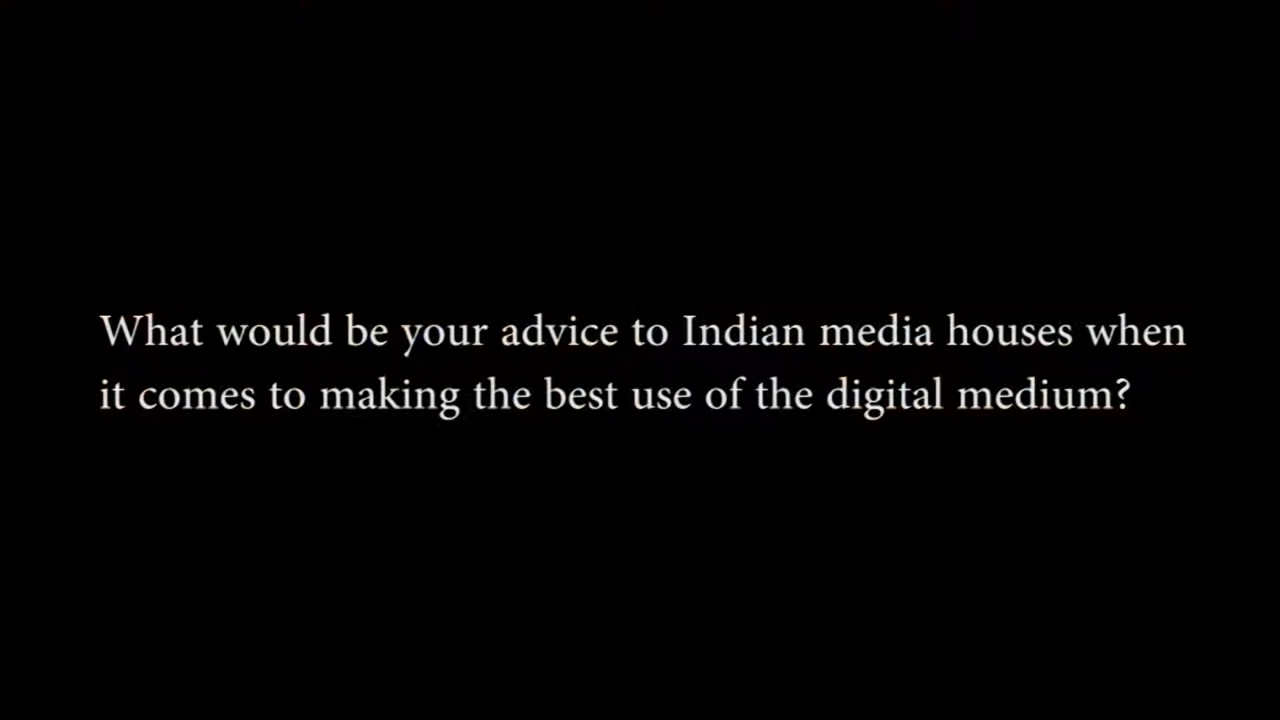 What would be your advice to Indian media houses when
it comes to making the best use of the digital medium?